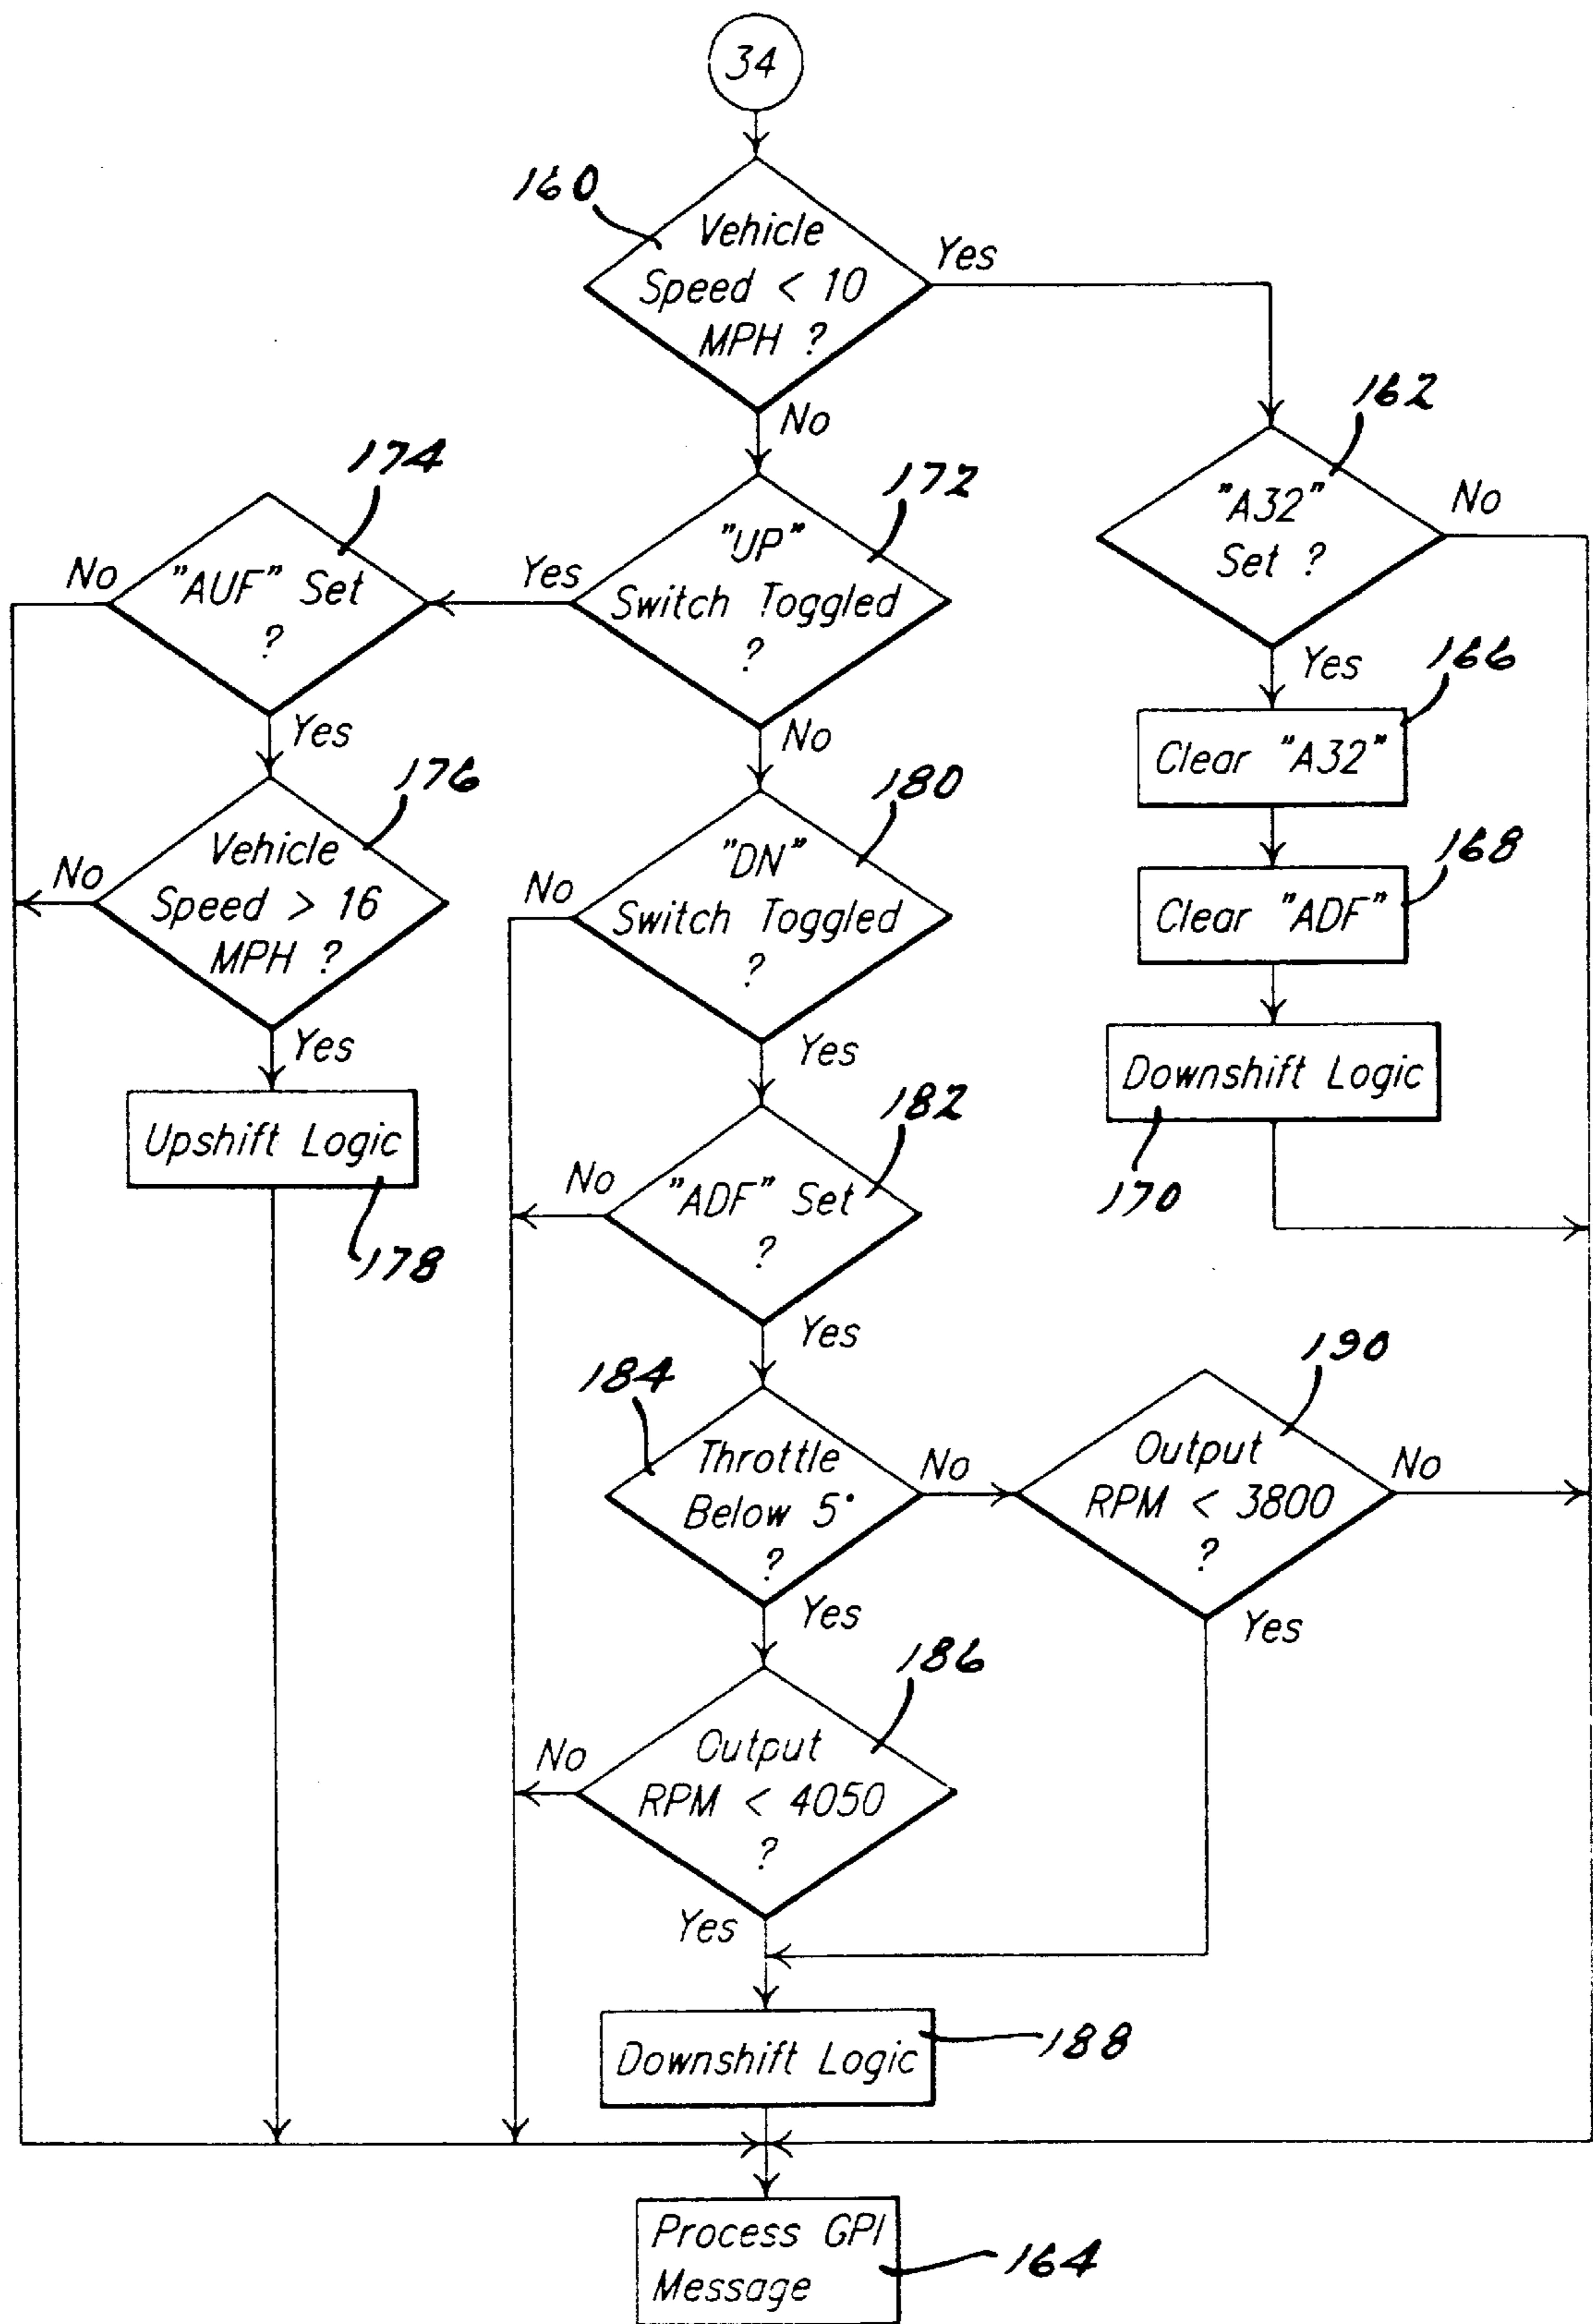 34
160
Vehicle
Speed < 10
MPH ?
Yes
No
162
"A32"
Set ?
No
Yes
174
"AUF" Set
?
No
Yes
172
"UP"
Switch Toggled
?
Yes
No
166
Clear "A32"
176
Vehicle
Speed > 16
MPH ?
No
Yes
180
"DN"
Switch Toggled
?
No
Yes
168
Clear "ADF"
Downshift Logic
170
Upshift Logic
178
182
"ADF" Set
?
No
Yes
184
Throttle
Below 5°
?
No
Yes
190
Output
RPM < 3800
?
No
Yes
186
Output
RPM < 4050
?
No
Yes
Downshift Logic
188
Process GPI
Message
164